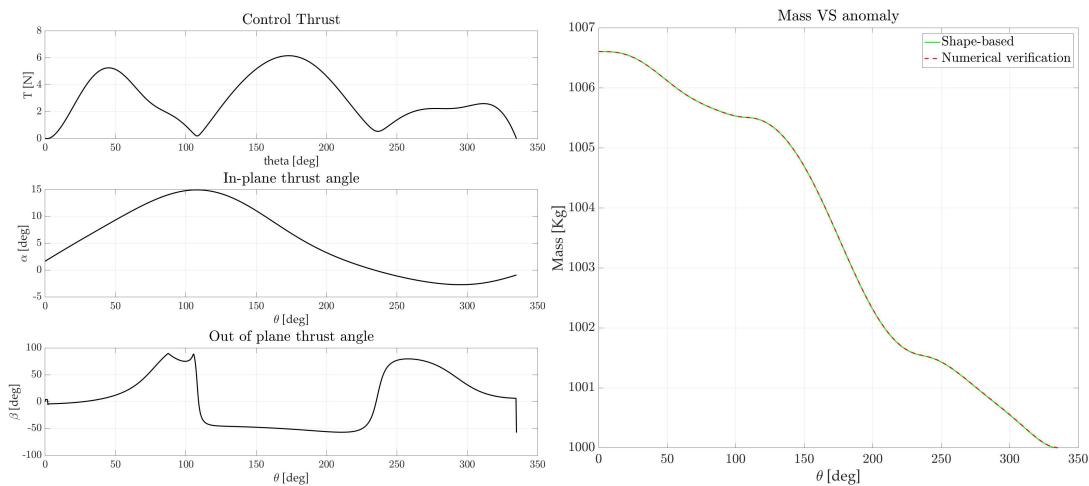 Control Thrust
8
6
4
2
0
T [N]
0 50 100 150 200 250 300 350
theta [deg]
In-plane thrust angle
15
10
5
0
-5
α [deg]
0 50 100 150 200 250 300 350
θ [deg]
Out of plane thrust angle
100
50
0
-50
-100
β [deg]
0 50 100 150 200 250 300 350
θ [deg]
Mass VS anomaly
1007
1006
1005
1004
1003
1002
1001
1000
Mass [Kg]
Shape-based
Numerical verification
0 50 100 150 200 250 300 350
θ [deg]